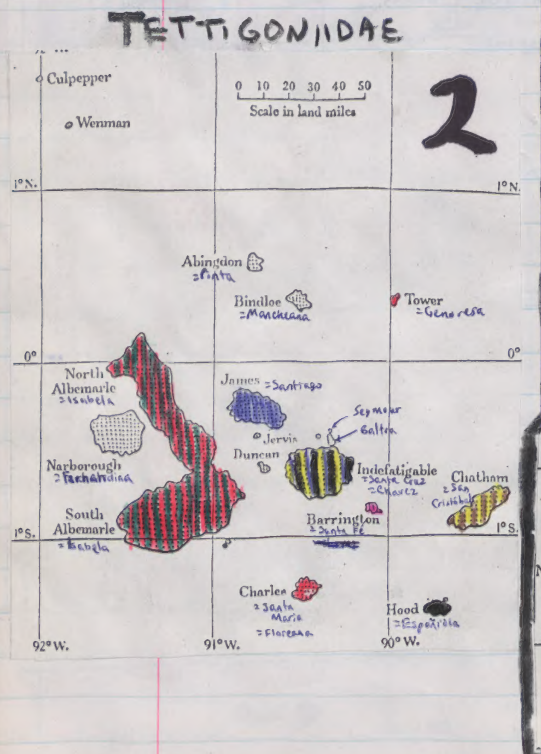 TETTIGONIIDAE
2
Culpepper
Wenman
0 10 20 30 40 50
Scale in land miles
1° N.
1° N.
Abingdon
=Pinta
Bindloe
=Marchena
Tower
=Genovesa
0°
0°
North
Albemarle
=Isabela
James =Santiago
Seymour
Baltra
Jervis
Duncan
Narborough
=Fernandina
Indefatigable
=Santa Cruz
=Chavez
Chatham
=San
Cristóbal
South
Albemarle
=Isabela
Barrington
=Santa Fé
1° S.
1° S.
Charles
=Santa
Maria
=Floreana
Hood
=Española
92° W.
91° W.
90° W.